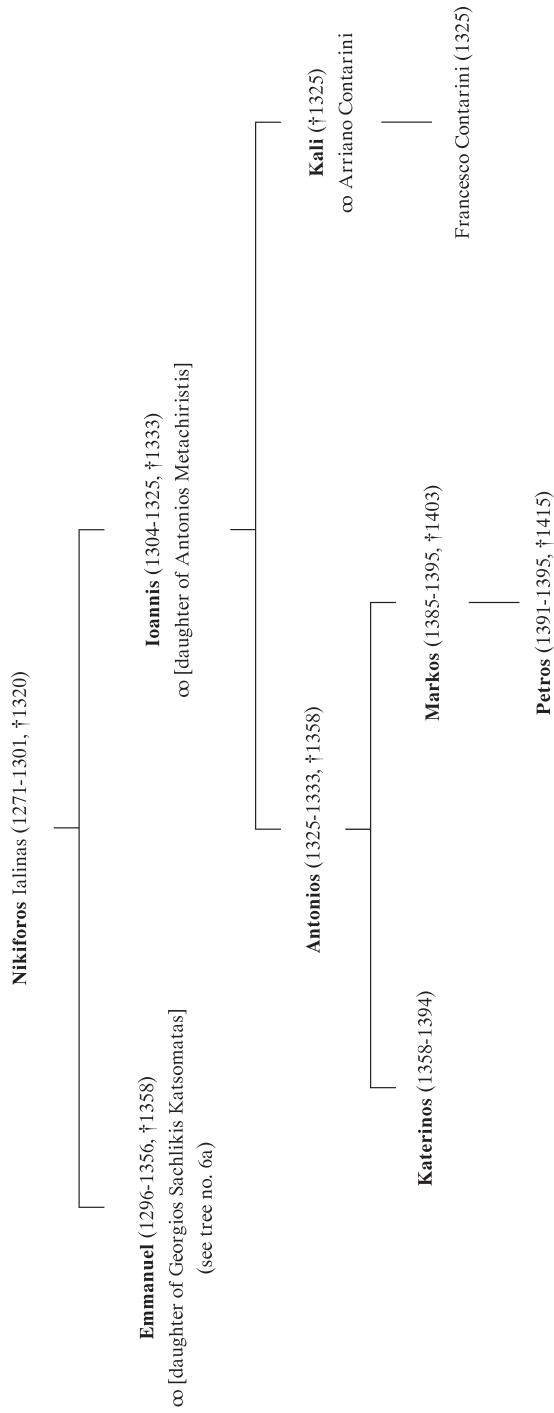 Nikiforos Ialinas (1271-1301, †1320)
Emmanuel (1296-1356, †1358)
∞ [daughter of Georgios Sachlikis Katsomatas]
(see tree no. 6a)
Ioannis (1304-1325, †1333)
∞ [daughter of Antonios Metachiristis]
Antonios (1325-1333, †1358)
Kali (†1325)
∞ Arriano Contarini
Katerinos (1358-1394)
Markos (1385-1395, †1403)
Francesco Contarini (1325)
Petros (1391-1395, †1415)